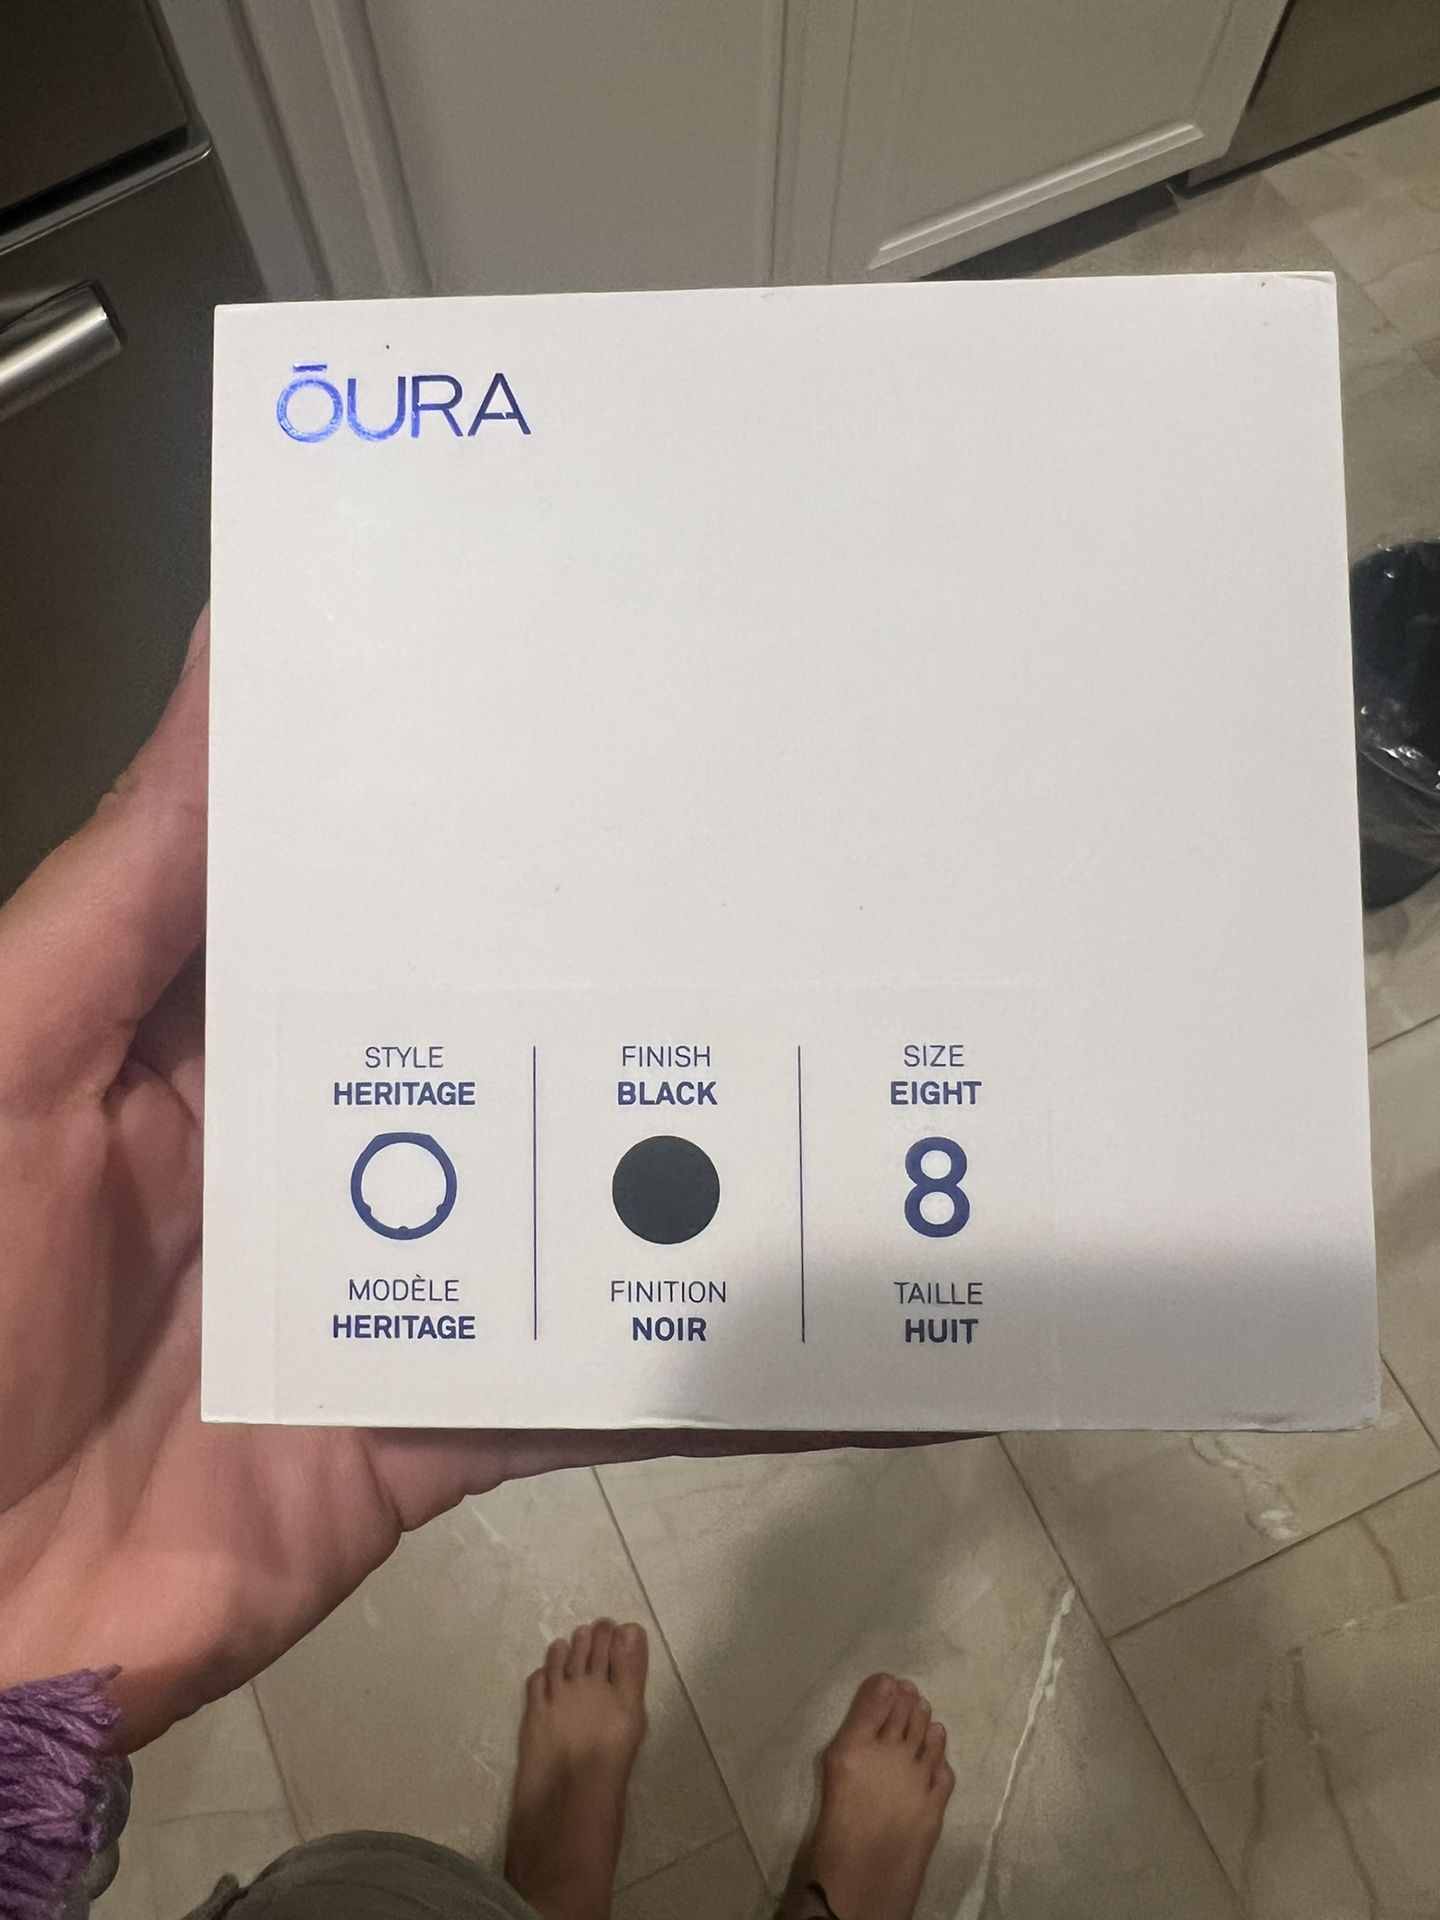 ŌURA
STYLE
HERITAGE
MODÈLE
HERITAGE
FINISH
BLACK
FINITION
NOIR
SIZE
EIGHT
8
TAILLE
HUIT